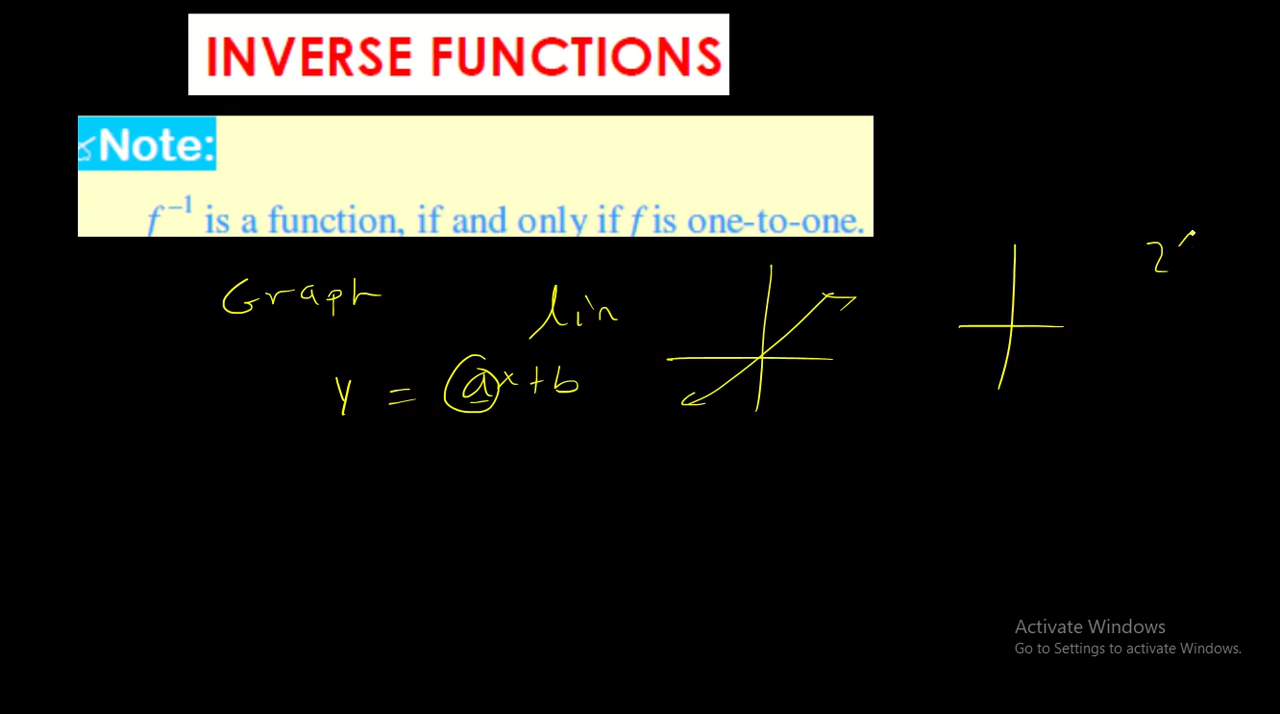 INVERSE FUNCTIONS
Note:
f⁻¹ is a function, if and only if f is one-to-one.
Graph
lin
y = ax + b
2
Activate Windows
Go to Settings to activate Windows.